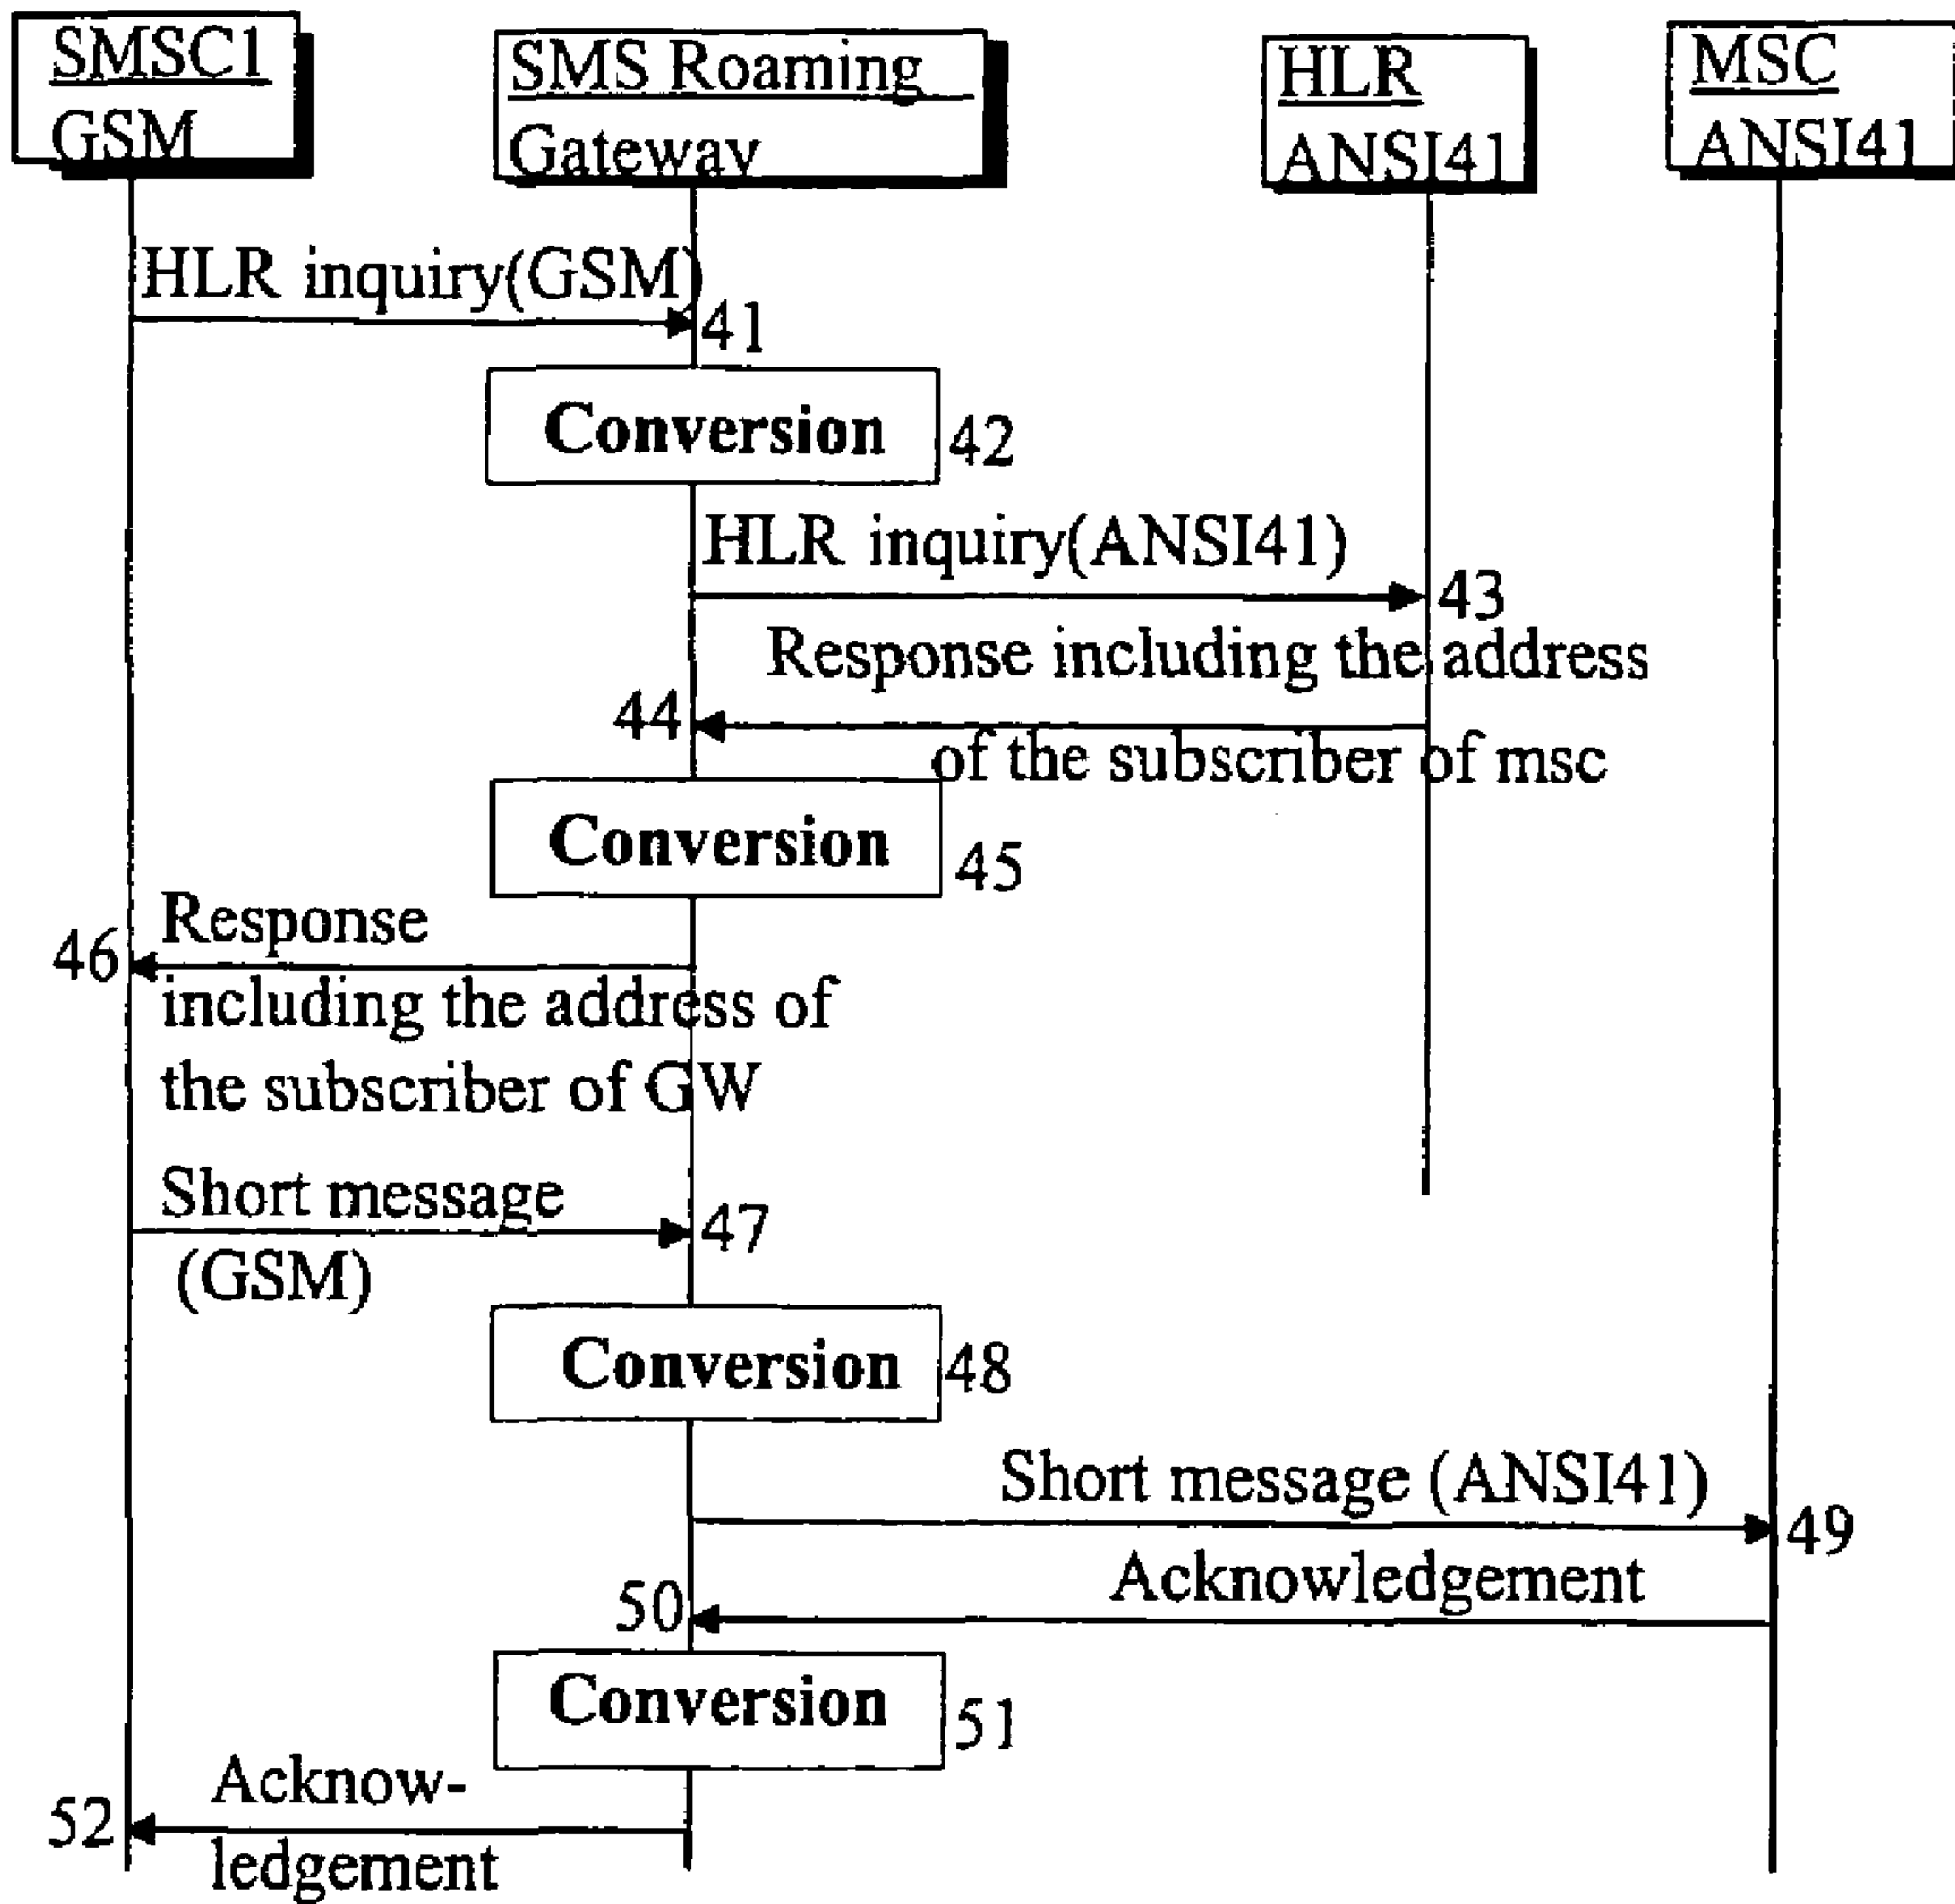 SMSC1
GSM
SMS Roaming
Gateway
HLR
ANSI41
MSC
ANSI41
HLR inquiry(GSM)
41
Conversion
42
HLR inquiry(ANSI41)
43
Response including the address
44
of the subscriber of msc
Conversion
45
Response
46
including the address of
the subscriber of GW
Short message
47
(GSM)
Conversion
48
Short message (ANSI41)
49
Acknowledgement
50
Conversion
51
Acknow-
52
ledgement